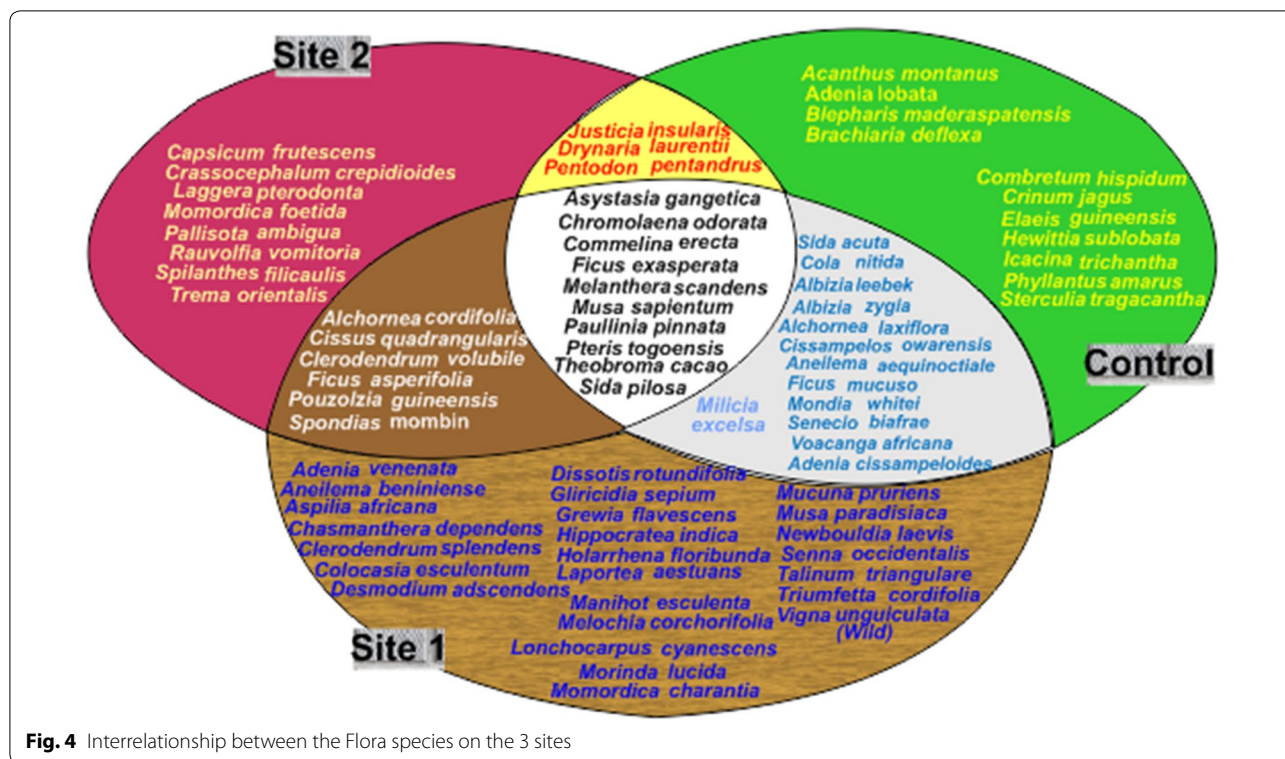 Site 2
Capsicum frutescens
Crassocephalum crepidioides
Laggera pterodonta
Momordica foetida
Pallisota ambigua
Rauvolfia vomitoria
Spilanthes filicaulis
Trema orientalis
Justicia insularis
Drynaria laurentii
Pentodon pentandrus
Acanthus montanus
Adenia lobata
Blepharis maderaspatensis
Brachiaria deflexa
Combretum hispidum
Crinum jagus
Elaeis guineensis
Hewittia sublobata
Icacina trichantha
Phyllantus amarus
Sterculia tragacantha
Control
Asystasia gangetica
Chromolaena odorata
Commelina erecta
Ficus exasperata
Melanthera scandens
Musa sapientum
Paullinia pinnata
Pteris togoensis
Theobroma cacao
Sida pilosa
Alchornea cordifolia
Cissus quadrangularis
Clerodendrum volubile
Ficus asperifolia
Pouzolzia guineensis
Spondias mombin
Sida acuta
Cola nitida
Albizia leebek
Albizia zygia
Alchornea laxiflora
Cissampelos owarensis
Aneilema aequinoctiale
Ficus mucuso
Mondia whitei
Senecio biafrae
Voacanga africana
Adenia cissampeloides
Milicia
excelsa
Adenia venenata
Aneilema beniniense
Aspilia africana
Chasmanthera dependens
Clerodendrum splendens
Colocasia esculentum
Desmodium adscendens
Dissotis rotundifolia
Gliricidia sepium
Grewia flavescens
Hippocratea indica
Holarrhena floribunda
Laportea aestuans
Manihot esculenta
Melochia corchorifolia
Lonchocarpus cyanescens
Morinda lucida
Momordica charantia
Mucuna pruriens
Musa paradisiaca
Newbouldia laevis
Senna occidentalis
Talinum triangulare
Triumfetta cordifolia
Vigna unguiculata
(Wild)
Site 1
Fig. 4 Interrelationship between the Flora species on the 3 sites